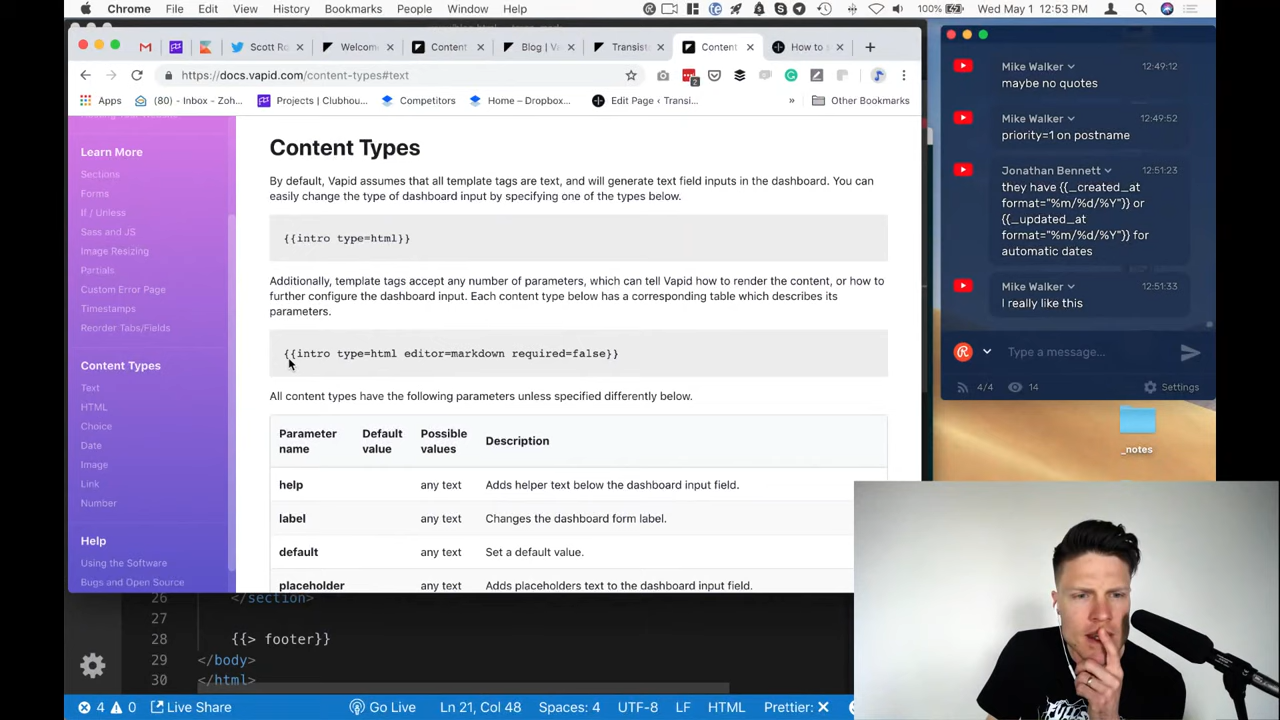 Chrome File Edit View History Bookmarks People Window Help 100% Wed May 1 12:53 PM
Scott Fa Welcom Content Blog | V Transist Content How to
https://docs.vapid.com/content-types#text
Apps (80) - Inbox - Zoh... Projects | Clubhou... Competitors Home – Dropbox... Edit Page ‹ Transi... » Other Bookmarks
Learn More
Sections
Forms
If / Unless
Sass and JS
Image Resizing
Partials
Custom Error Page
Timestamps
Reorder Tabs/Fields
Content Types
Text
HTML
Choice
Date
Image
Link
Number
Help
Using the Software
Bugs and Open Source
Content Types
By default, Vapid assumes that all template tags are text, and will generate text field inputs in the dashboard. You can
easily change the type of dashboard input by specifying one of the types below.
{{intro type=html}}
Additionally, template tags accept any number of parameters, which can tell Vapid how to render the content, or how to
further configure the dashboard input. Each content type below has a corresponding table which describes its
parameters.
{{intro type=html editor=markdown required=false}}
All content types have the following parameters unless specified differently below.
Parameter name Default value Possible values Description
help any text Adds helper text below the dashboard input field.
label any text Changes the dashboard form label.
default any text Set a default value.
placeholder any text Adds placeholders text to the dashboard input field.
Mike Walker 12:49:12
maybe no quotes
Mike Walker 12:49:52
priority=1 on postname
Jonathan Bennett 12:51:23
they have {{_created_at
format="%m/%d/%Y"}} or
{{_updated_at
format="%m/%d/%Y"}} for
automatic dates
Mike Walker 12:51:33
I really like this
Type a message...
4/4 14 Settings
_notes
26 </section>
27
28 {{> footer}}
29 </body>
30 </html>
4 0 Live Share Go Live Ln 21, Col 48 Spaces: 4 UTF-8 LF HTML Prettier: ✕